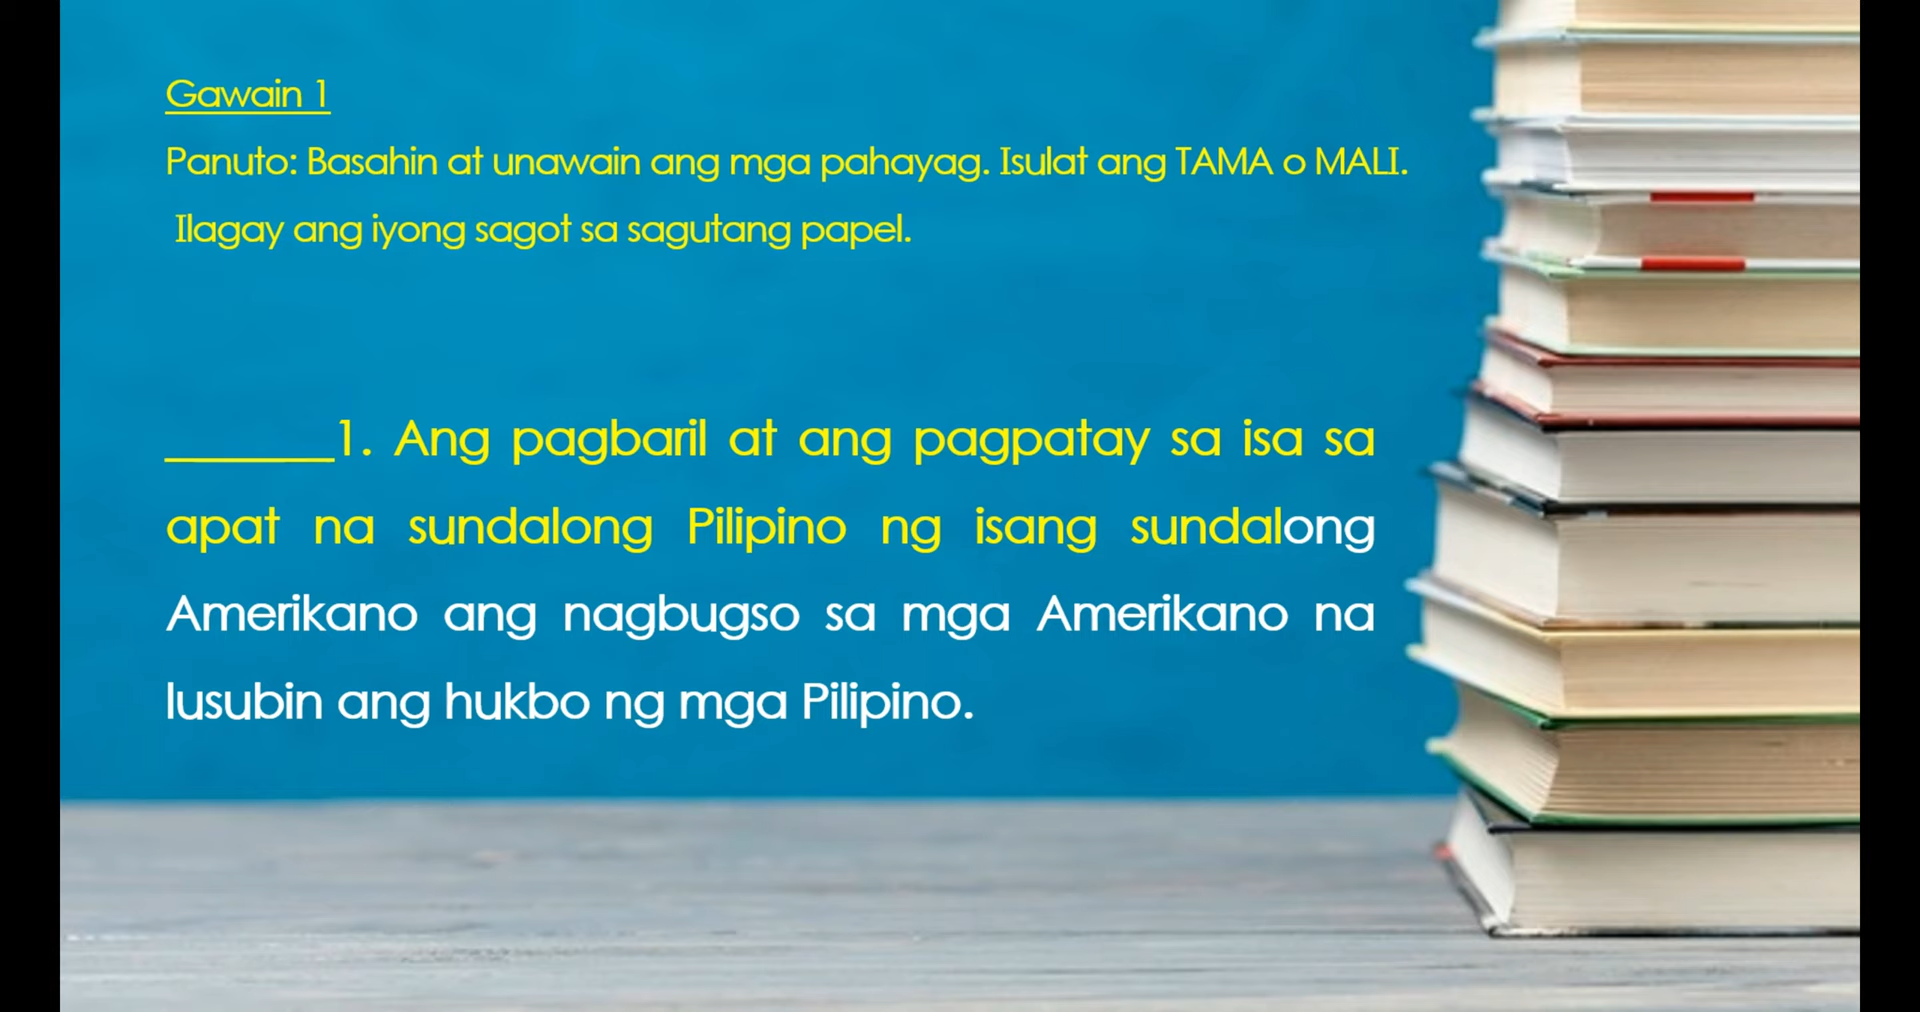 Gawain 1
Panuto: Basahin at unawain ang mga pahayag. Isulat ang TAMA o MALI.
Ilagay ang iyong sagot sa sagutang papel.
______1. Ang pagbaril at ang pagpatay sa isa sa
apat na sundalong Pilipino ng isang sundalong
Amerikano ang nagbugso sa mga Amerikano na
lusubin ang hukbo ng mga Pilipino.